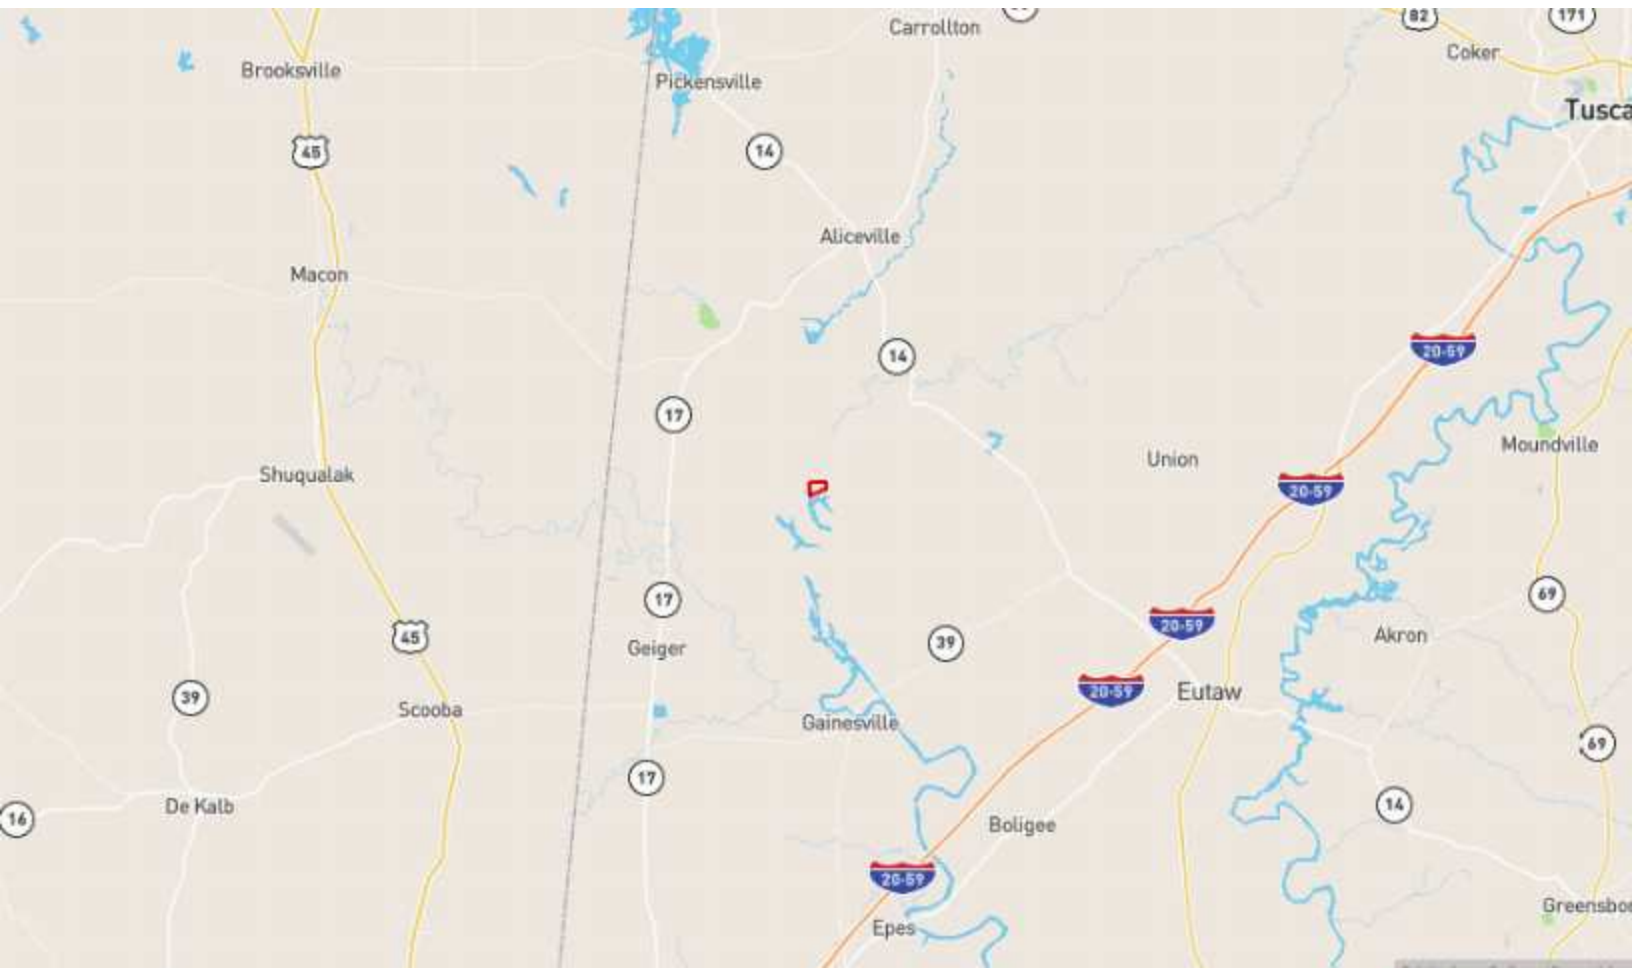 Carrollton
82
171
Coker
Brooksville
Pickensville
Tusca
45
14
Aliceville
Macon
20-59
14
17
Moundville
Union
Shuqualak
20-59
17
69
20-59
Akron
39
45
Geiger
20-59
Eutaw
39
Scooba
Gainesville
69
17
De Kalb
14
16
Boligee
20-59
Greensbor
Epes